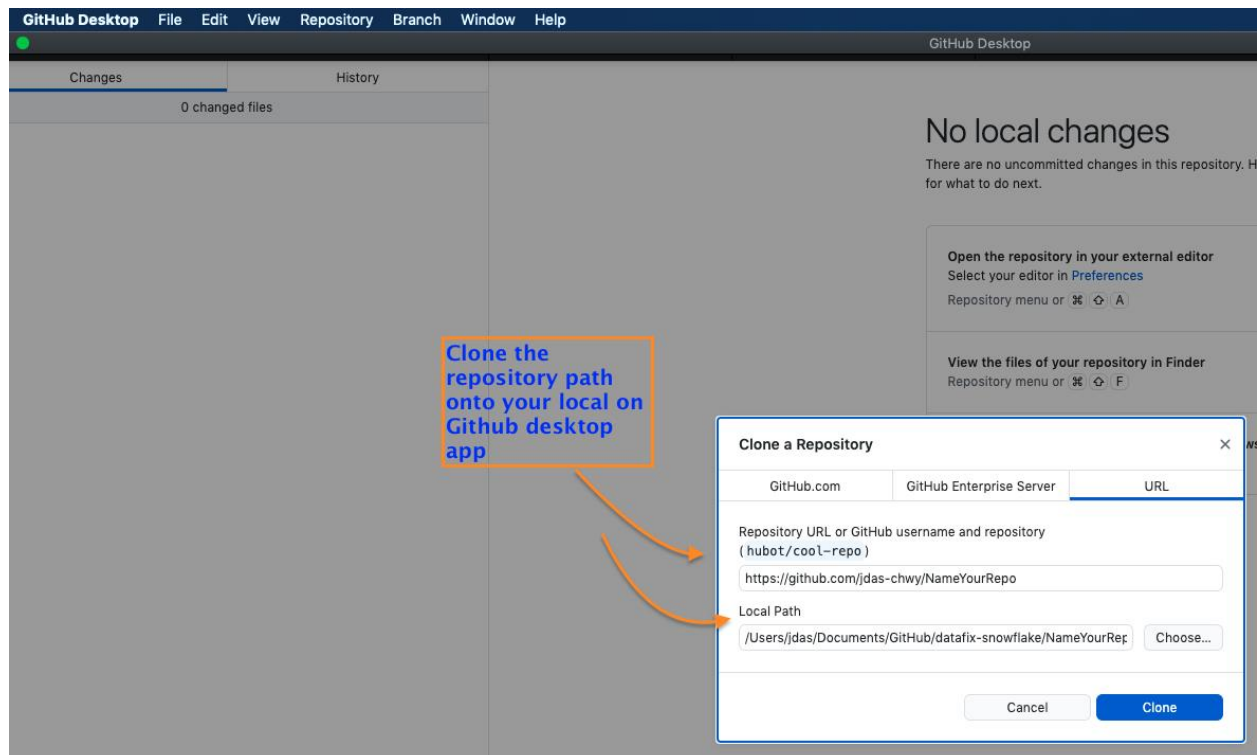 GitHub Desktop File Edit View Repository Branch Window Help
GitHub Desktop
Changes History
0 changed files
No local changes
There are no uncommitted changes in this repository. H
for what to do next.
Open the repository in your external editor
Select your editor in Preferences
Repository menu or ⌘ ⇧ A
View the files of your repository in Finder
Repository menu or ⌘ ⇧ F
Clone the
repository path
onto your local on
Github desktop
app
Clone a Repository ×
ws
GitHub.com GitHub Enterprise Server URL
Repository URL or GitHub username and repository
(hubot/cool-repo)
https://github.com/jdas-chwy/NameYourRepo
Local Path
/Users/jdas/Documents/GitHub/datafix-snowflake/NameYourRep Choose...
Cancel Clone